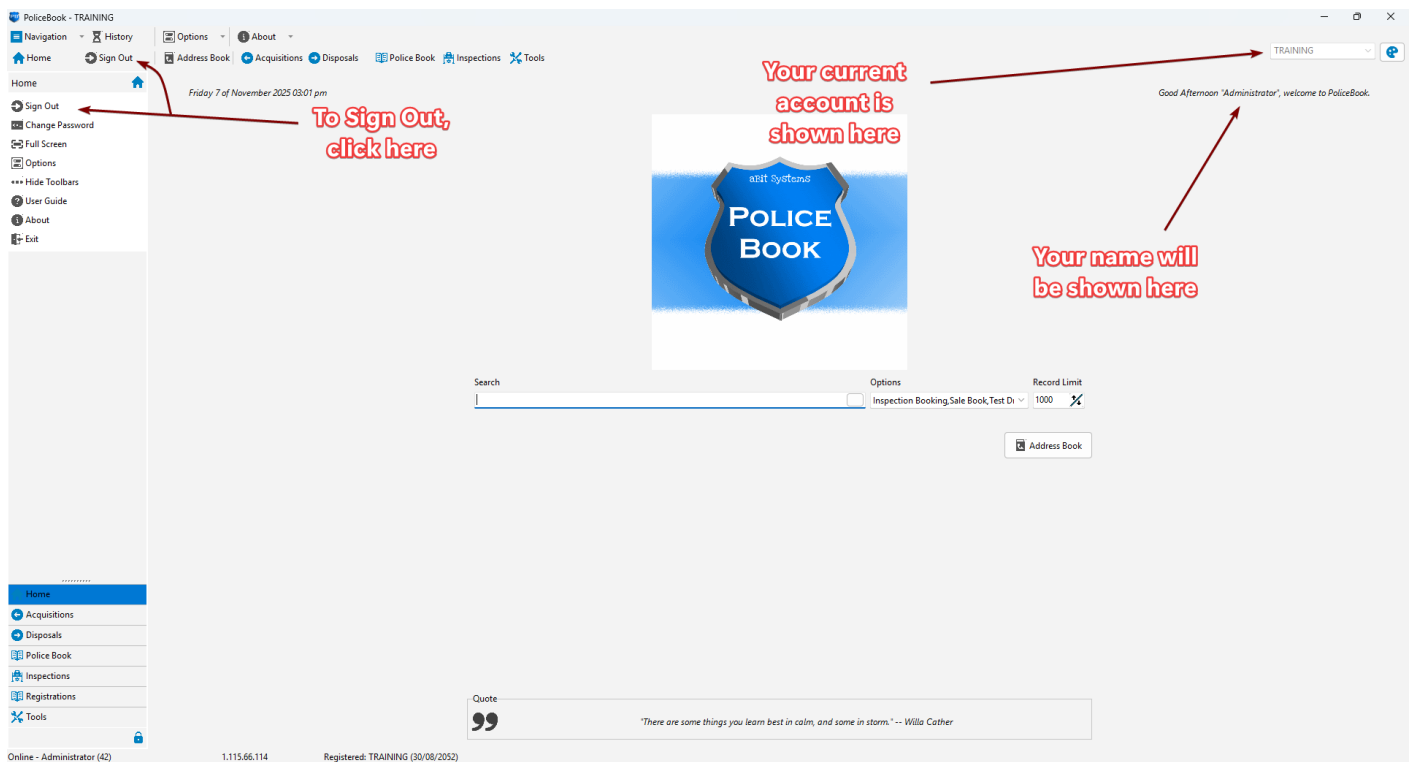 PoliceBook - TRAINING
Navigation
History
Options
About
Home
Sign Out
Address Book
Acquisitions
Disposals
Police Book
Inspections
Tools
TRAINING
Home
Friday 7 of November 2025 03:01 pm
Good Afternoon "Administrator", welcome to PoliceBook.
Sign Out
Change Password
Full Screen
Options
Hide Toolbars
User Guide
About
Exit
To Sign Out,
click here
Your current
account is
shown here
Your name will
be shown here
aBit Systems
POLICE
BOOK
Search
Options
Record Limit
Inspection Booking,Sale Book,Test Dr
1000
Address Book
Home
Acquisitions
Disposals
Police Book
Inspections
Registrations
Tools
Quote
"There are some things you learn best in calm, and some in storm." -- Willa Cather
Online - Administrator (42)
1.115.66.114
Registered: TRAINING (30/08/2052)